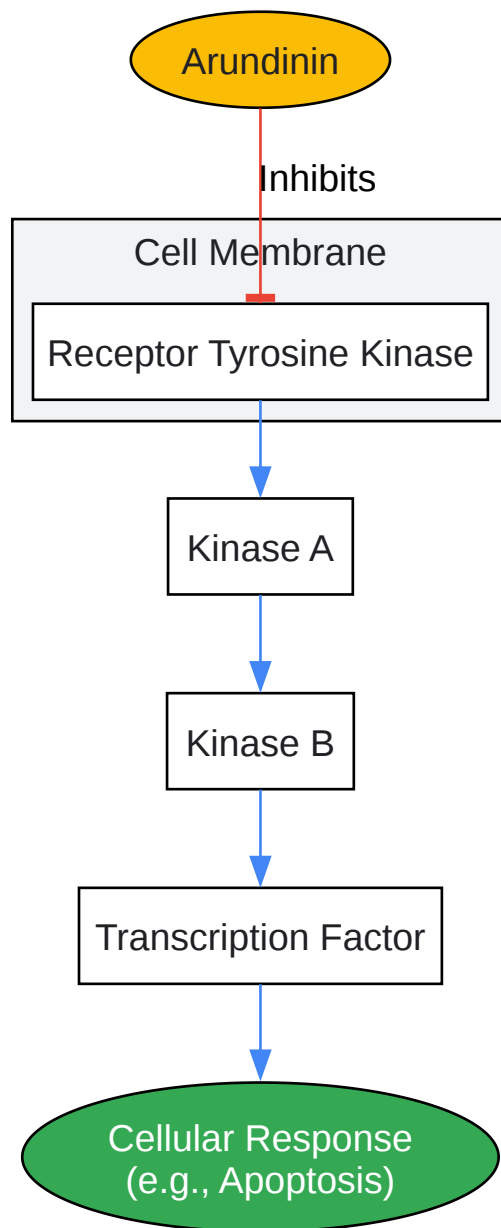 Arundinin
Inhibits
Cell Membrane
Receptor Tyrosine Kinase
Kinase A
Kinase B
Transcription Factor
Cellular Response
(e.g., Apoptosis)